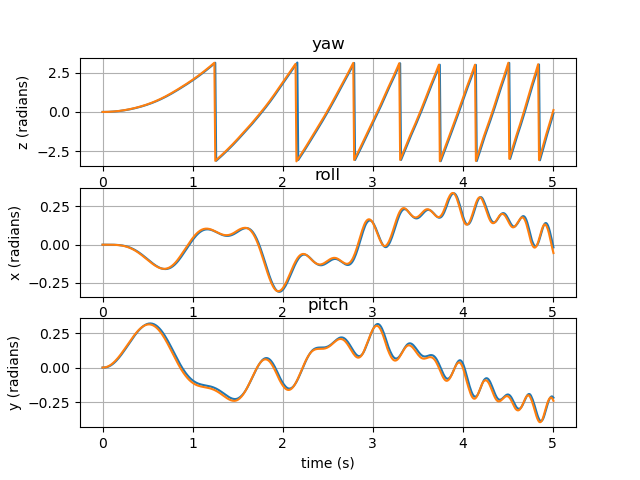 yaw
z (radians)
2.5
0.0
−2.5
0 1 2 3 4 5
roll
x (radians)
0.25
0.00
−0.25
0 1 2 3 4 5
pitch
y (radians)
0.25
0.00
−0.25
0 1 2 3 4 5
time (s)